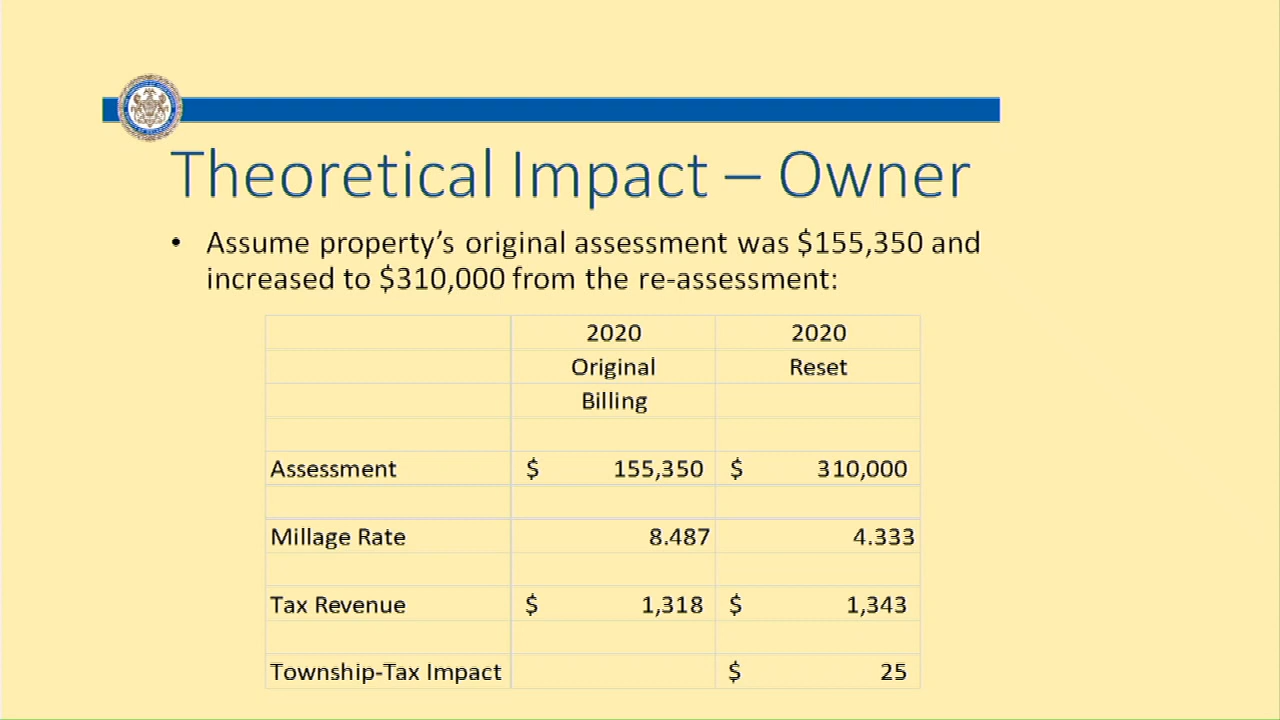 Theoretical Impact – Owner
• Assume property's original assessment was $155,350 and
increased to $310,000 from the re-assessment:
2020 2020
Original Reset
Billing
Assessment $ 155,350 $ 310,000
Millage Rate 8.487 4.333
Tax Revenue $ 1,318 $ 1,343
Township-Tax Impact $ 25